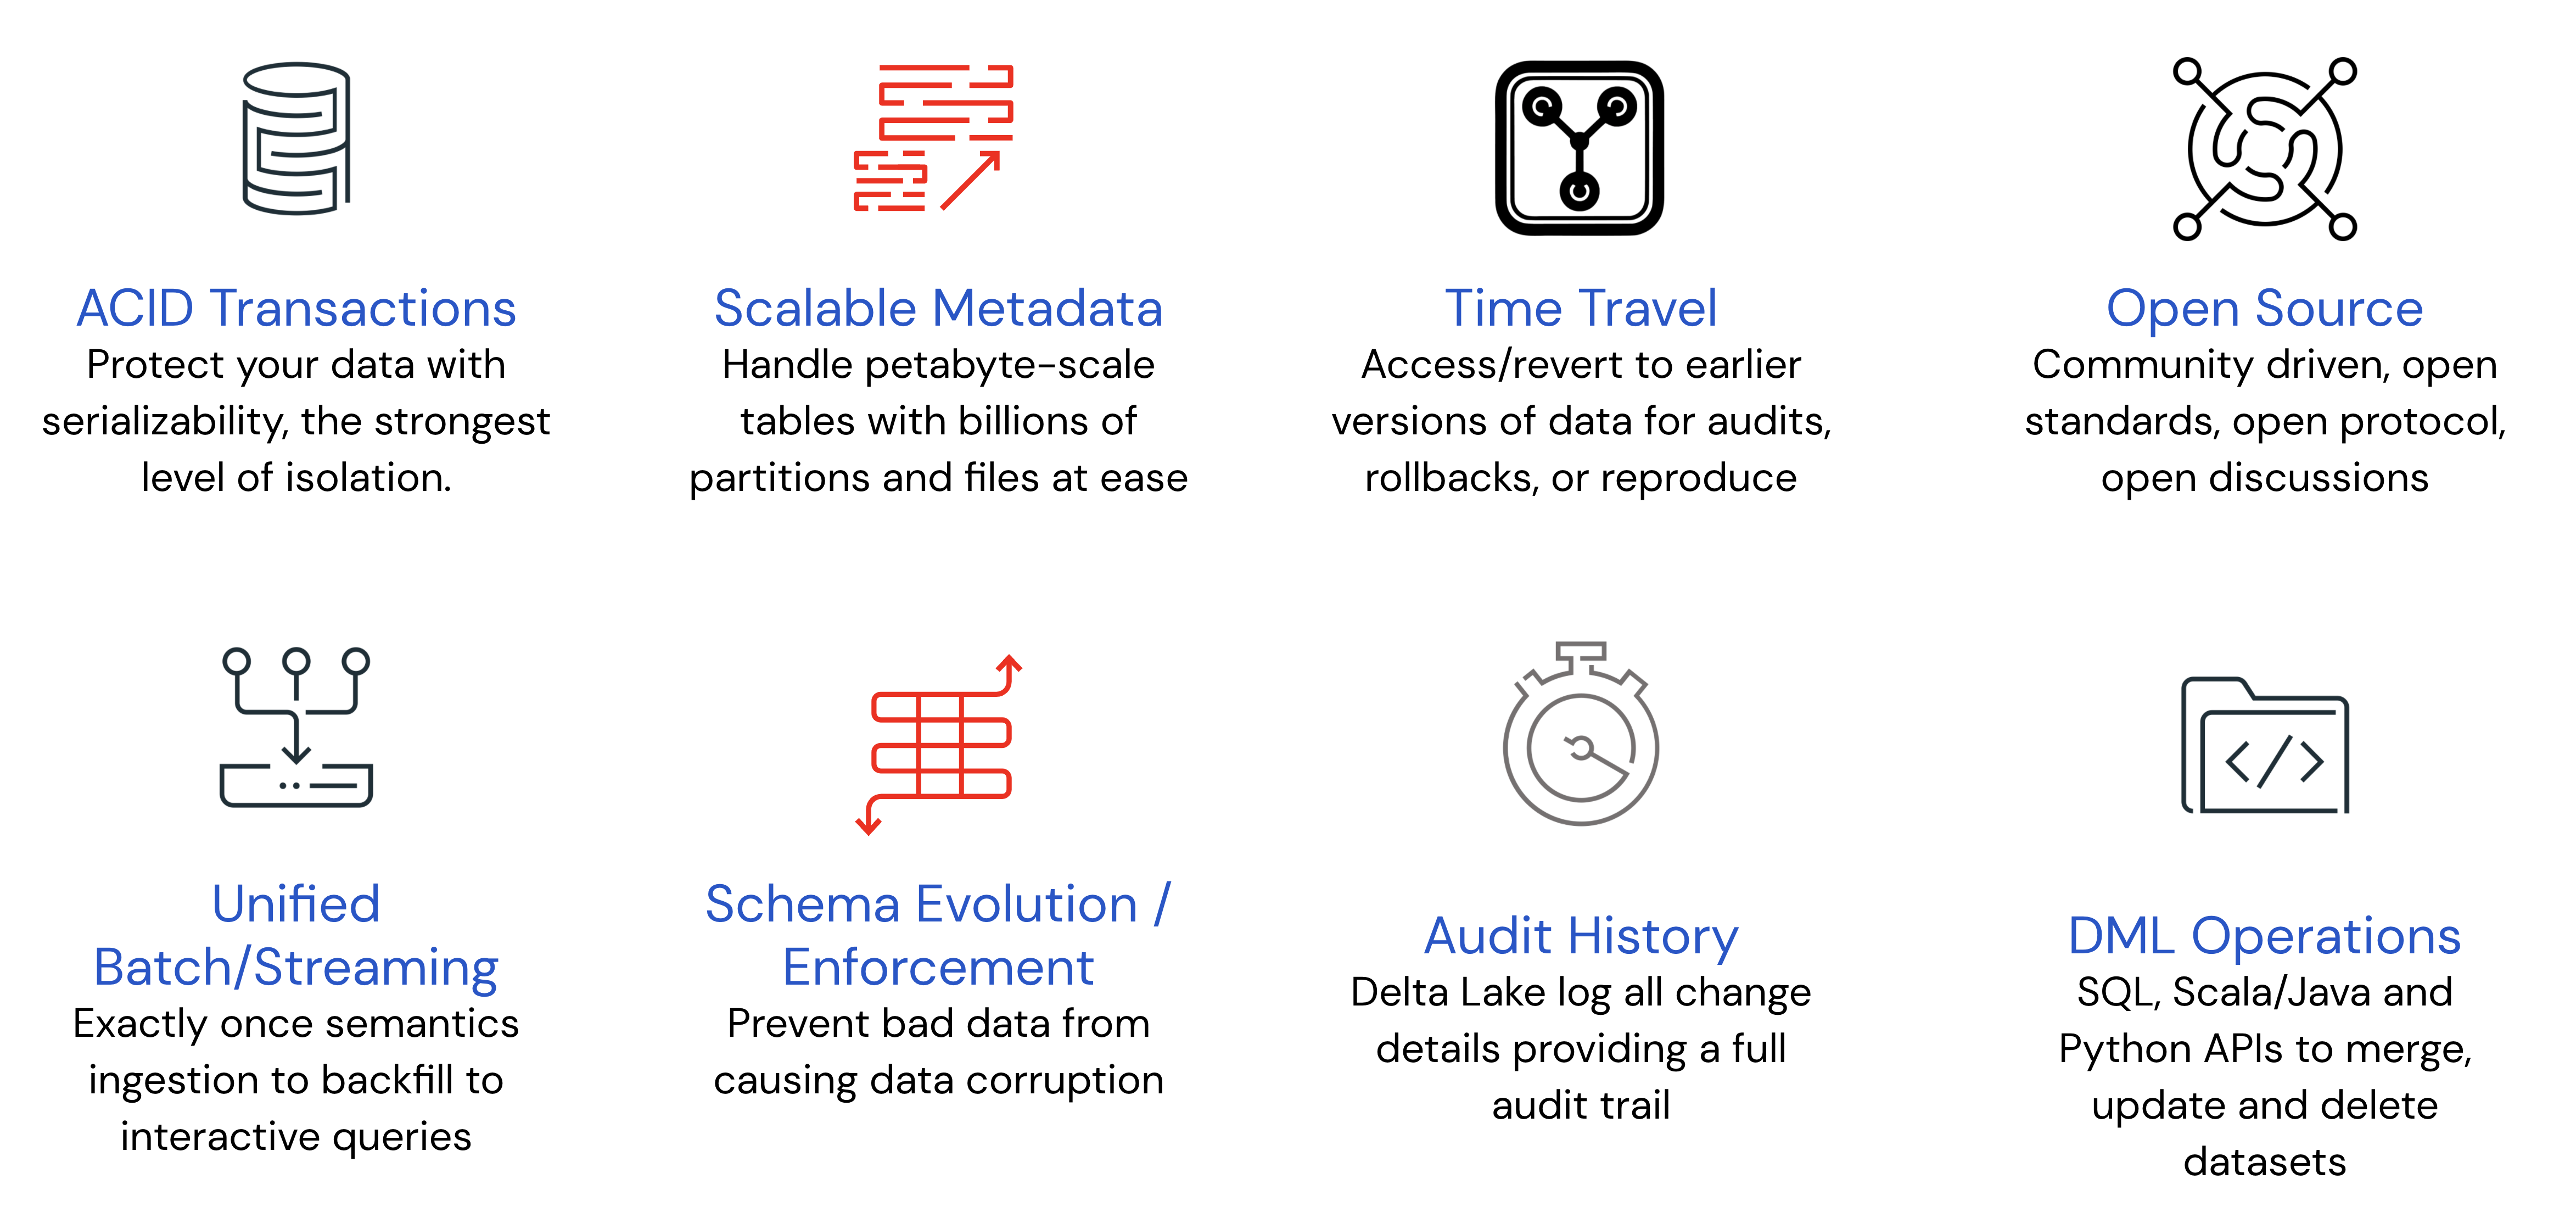 ACID Transactions
Protect your data with
serializability, the strongest
level of isolation.
Scalable Metadata
Handle petabyte-scale
tables with billions of
partitions and files at ease
Time Travel
Access/revert to earlier
versions of data for audits,
rollbacks, or reproduce
Open Source
Community driven, open
standards, open protocol,
open discussions
Unified
Batch/Streaming
Exactly once semantics
ingestion to backfill to
interactive queries
Schema Evolution /
Enforcement
Prevent bad data from
causing data corruption
Audit History
Delta Lake log all change
details providing a full
audit trail
DML Operations
SQL, Scala/Java and
Python APIs to merge,
update and delete
datasets